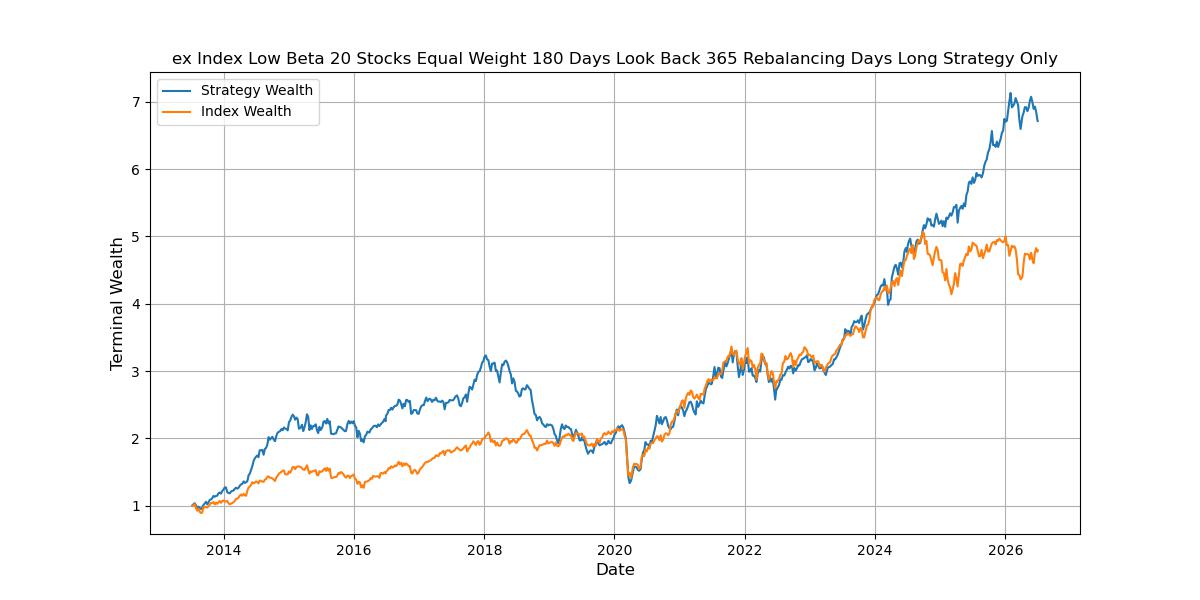 ex Index Low Beta 20 Stocks Equal Weight 180 Days Look Back 365 Rebalancing Days Long Strategy Only
Strategy Wealth
Index Wealth
Terminal Wealth
7
6
5
4
3
2
1
2014 2016 2018 2020 2022 2024 2026
Date